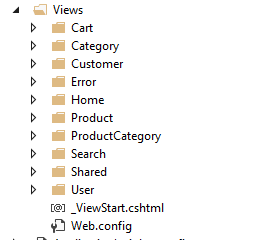 Views
Cart
Category
Customer
Error
Home
Product
ProductCategory
Search
Shared
User
[@] _ViewStart.cshtml
Web.config